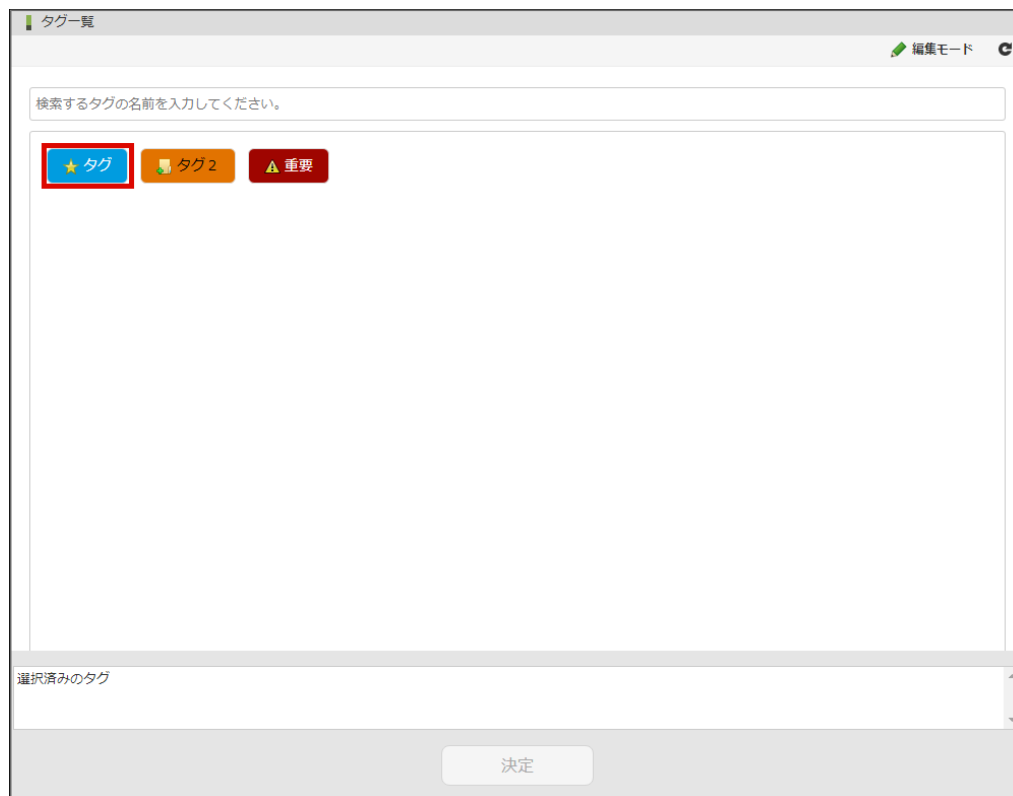 タグ一覧
編集モード
検索するタグの名前を入力してください。
タグ タグ2 重要
選択済みのタグ
決定